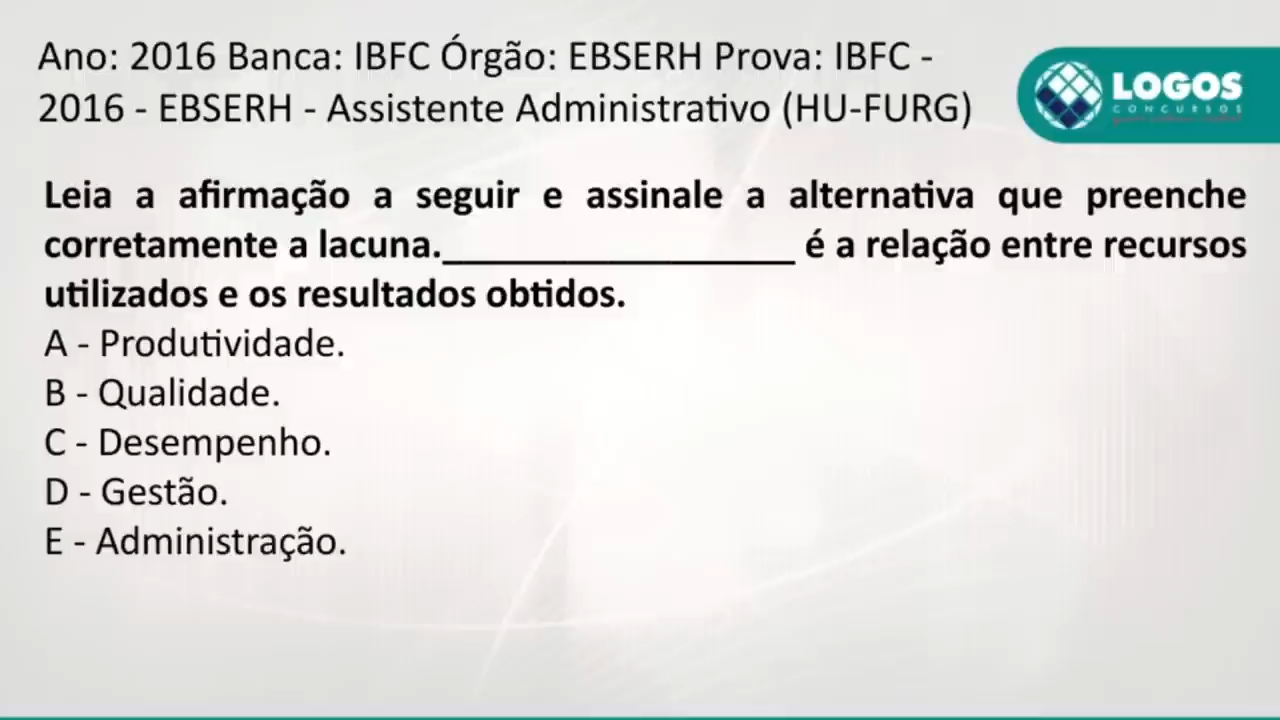 Ano: 2016 Banca: IBFC Órgão: EBSERH Prova: IBFC -
2016 - EBSERH - Assistente Administrativo (HU-FURG)
LOGOS
CONCURSOS
Leia a afirmação a seguir e assinale a alternativa que preenche
corretamente a lacuna.__________________ é a relação entre recursos
utilizados e os resultados obtidos.
A - Produtividade.
B - Qualidade.
C - Desempenho.
D - Gestão.
E - Administração.